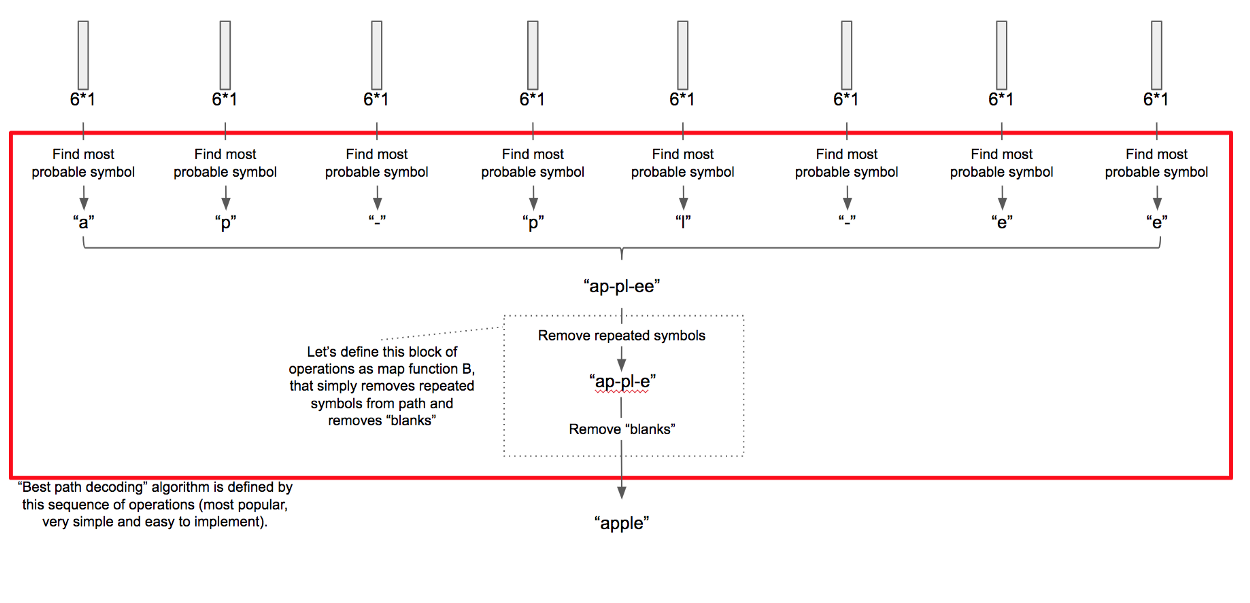 6*1 6*1 6*1 6*1 6*1 6*1 6*1 6*1
Find most Find most Find most Find most Find most Find most Find most Find most
probable symbol probable symbol probable symbol probable symbol probable symbol probable symbol probable symbol probable symbol
“a” “p” “-” “p” “l” “-” “e” “e”
“ap-pl-ee”
Remove repeated symbols
Let’s define this block of
operations as map function B,
that simply removes repeated
symbols from path and
removes “blanks”
“ap-pl-e”
Remove “blanks”
“Best path decoding” algorithm is defined by
this sequence of operations (most popular,
very simple and easy to implement).
“apple”